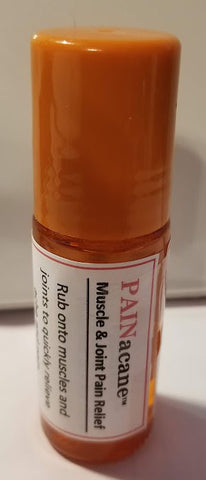 PAINacane™
Muscle & Joint Pain Relief
Rub onto muscles and
joints to quickly relieve